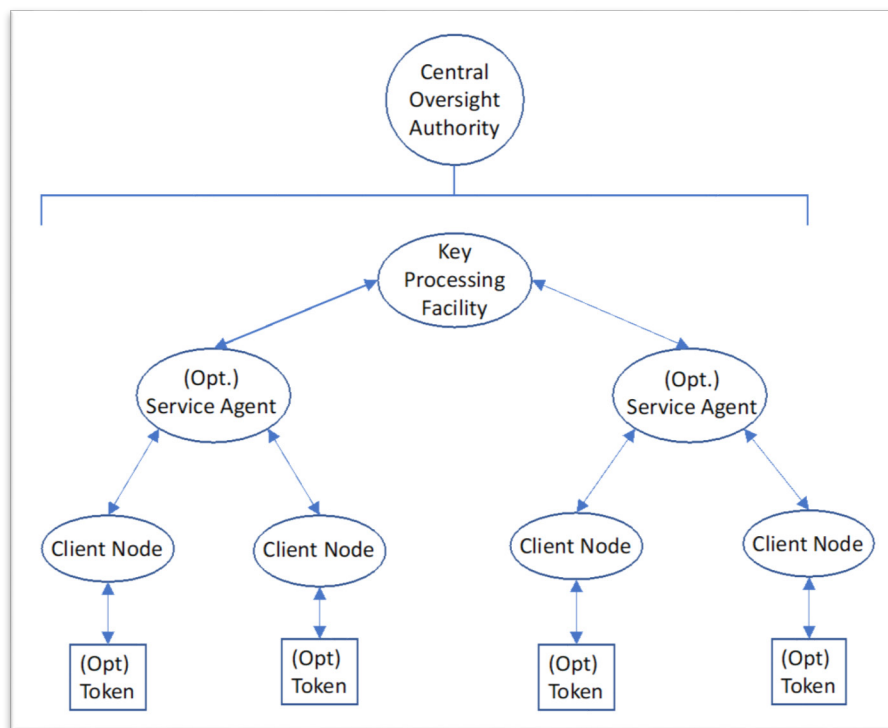 Central
Oversight
Authority
Key
Processing
Facility
(Opt.)
Service Agent
(Opt.)
Service Agent
Client Node
Client Node
Client Node
Client Node
(Opt)
Token
(Opt)
Token
(Opt)
Token
(Opt)
Token